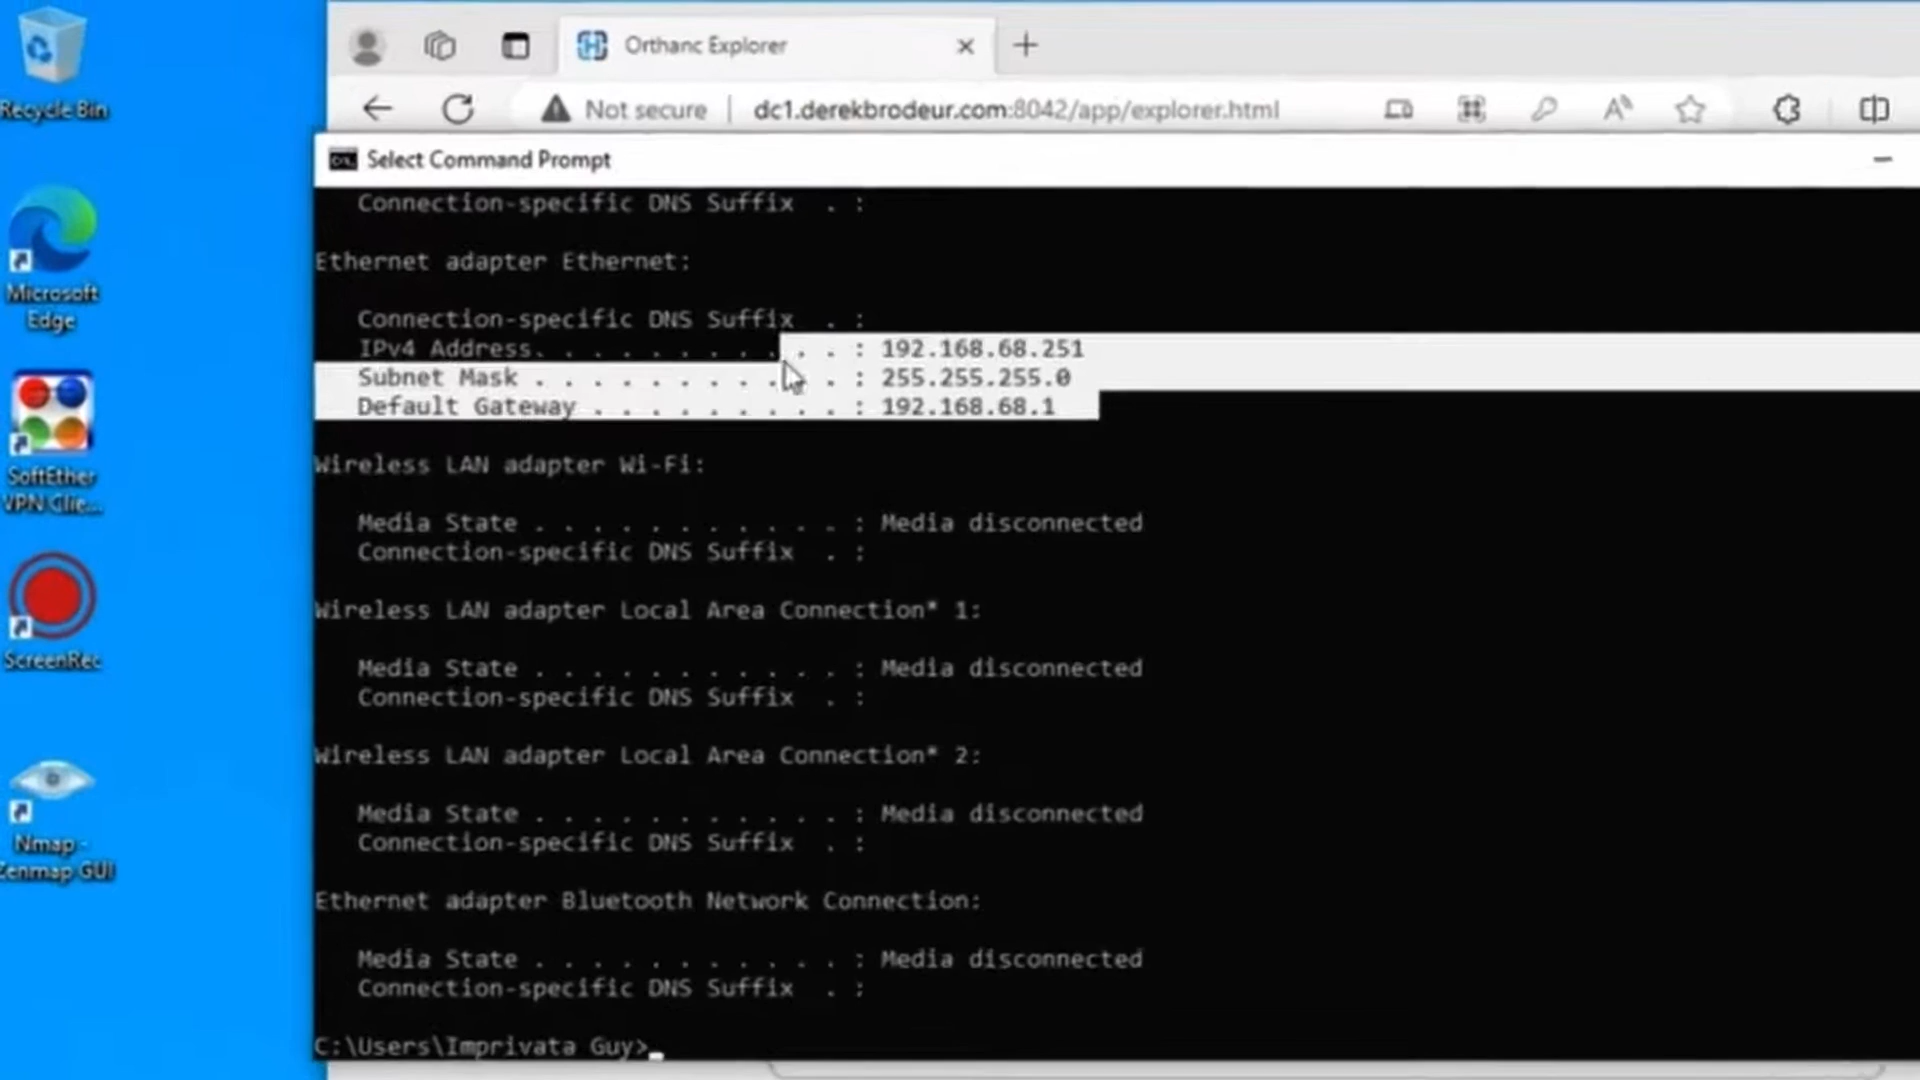 Recycle Bin
Microsoft
Edge
SoftEther
VPN Clie...
ScreenRec
Nmap -
Zenmap GUI
Orthanc Explorer
Not secure | dc1.derekbrodeur.com:8042/app/explorer.html
Select Command Prompt
Connection-specific DNS Suffix . :
Ethernet adapter Ethernet:
Connection-specific DNS Suffix . :
IPv4 Address. . . . . . . . . . . : 192.168.68.251
Subnet Mask . . . . . . . . . . . : 255.255.255.0
Default Gateway . . . . . . . . . : 192.168.68.1
Wireless LAN adapter Wi-Fi:
Media State . . . . . . . . . . . : Media disconnected
Connection-specific DNS Suffix . :
Wireless LAN adapter Local Area Connection* 1:
Media State . . . . . . . . . . . : Media disconnected
Connection-specific DNS Suffix . :
Wireless LAN adapter Local Area Connection* 2:
Media State . . . . . . . . . . . : Media disconnected
Connection-specific DNS Suffix . :
Ethernet adapter Bluetooth Network Connection:
Media State . . . . . . . . . . . : Media disconnected
Connection-specific DNS Suffix . :
C:\Users\Imprivata Guy>